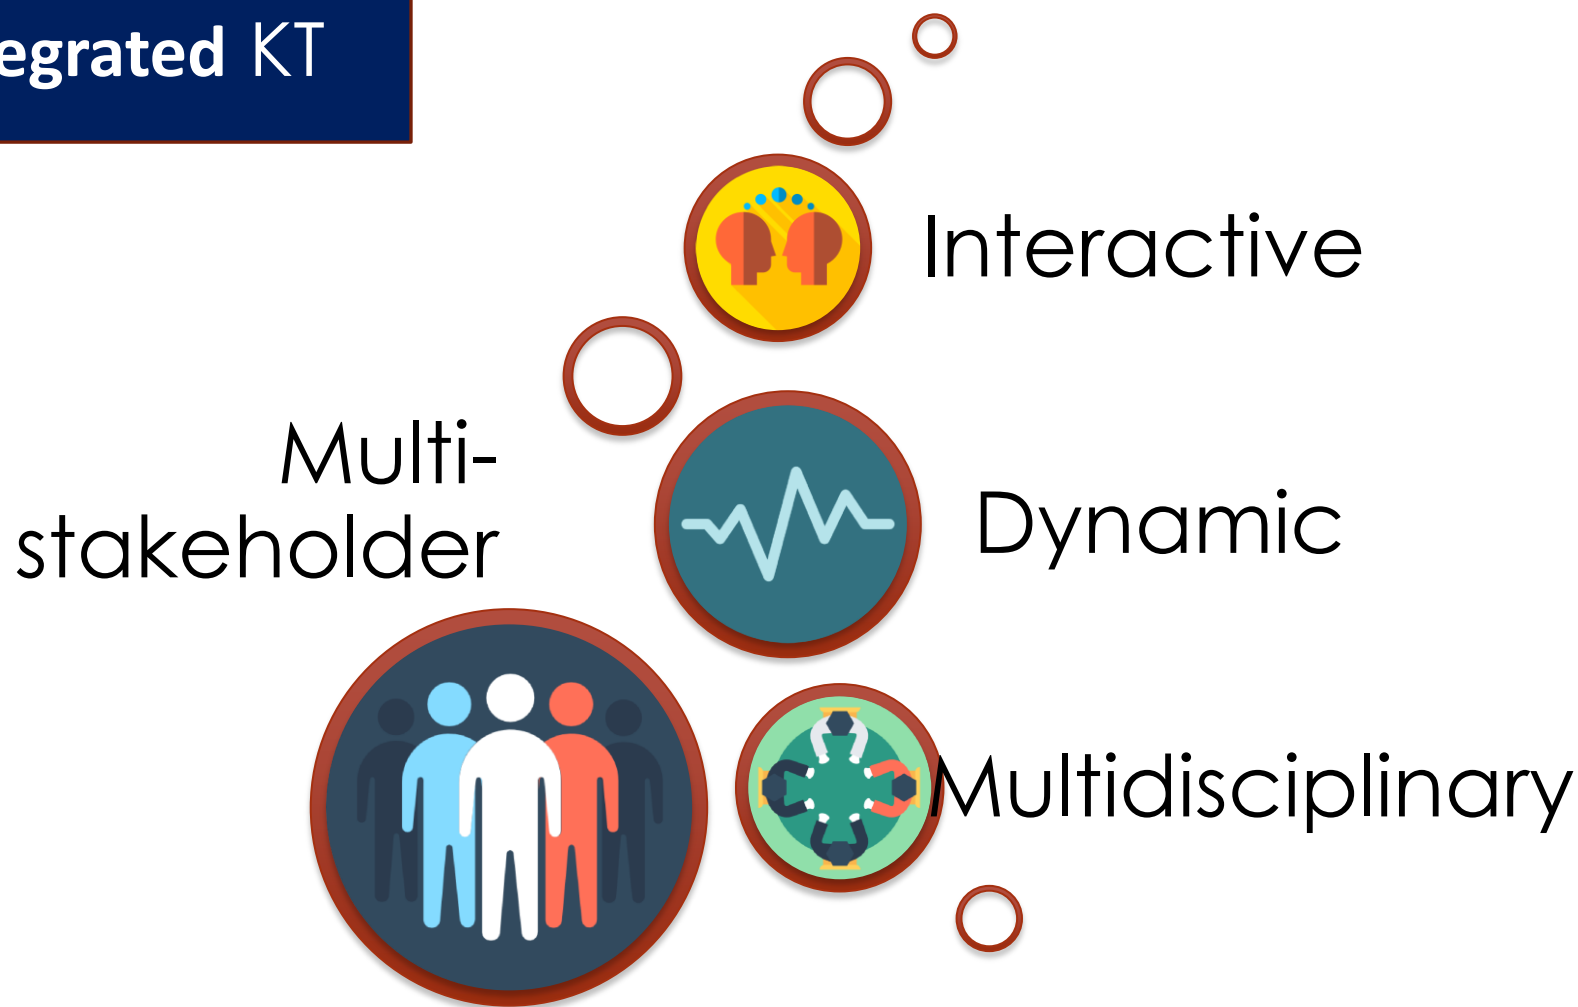 egrated KT
Interactive
Multi-
stakeholder
Dynamic
Multidisciplinary